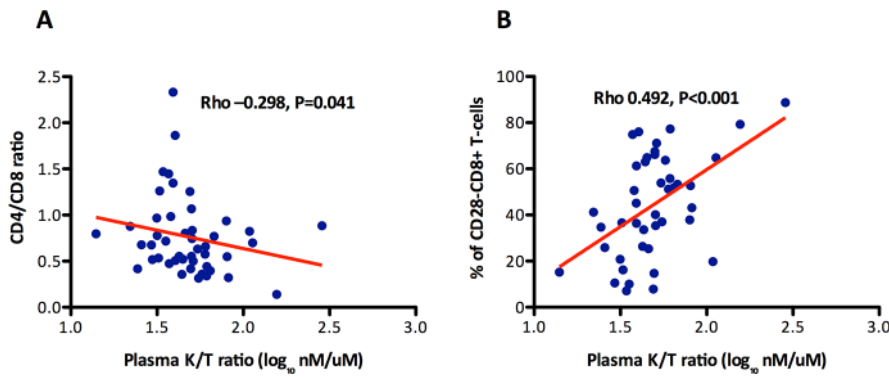 A
CD4/CD8 ratio
2.5
2.0
1.5
1.0
0.5
0.0
Rho –0.298, P=0.041
1.0 1.5 2.0 2.5 3.0
Plasma K/T ratio (log₁₀ nM/uM)
B
% of CD28-CD8+ T-cells
100
80
60
40
20
0
Rho 0.492, P<0.001
1.0 1.5 2.0 2.5 3.0
Plasma K/T ratio (log₁₀ nM/uM)